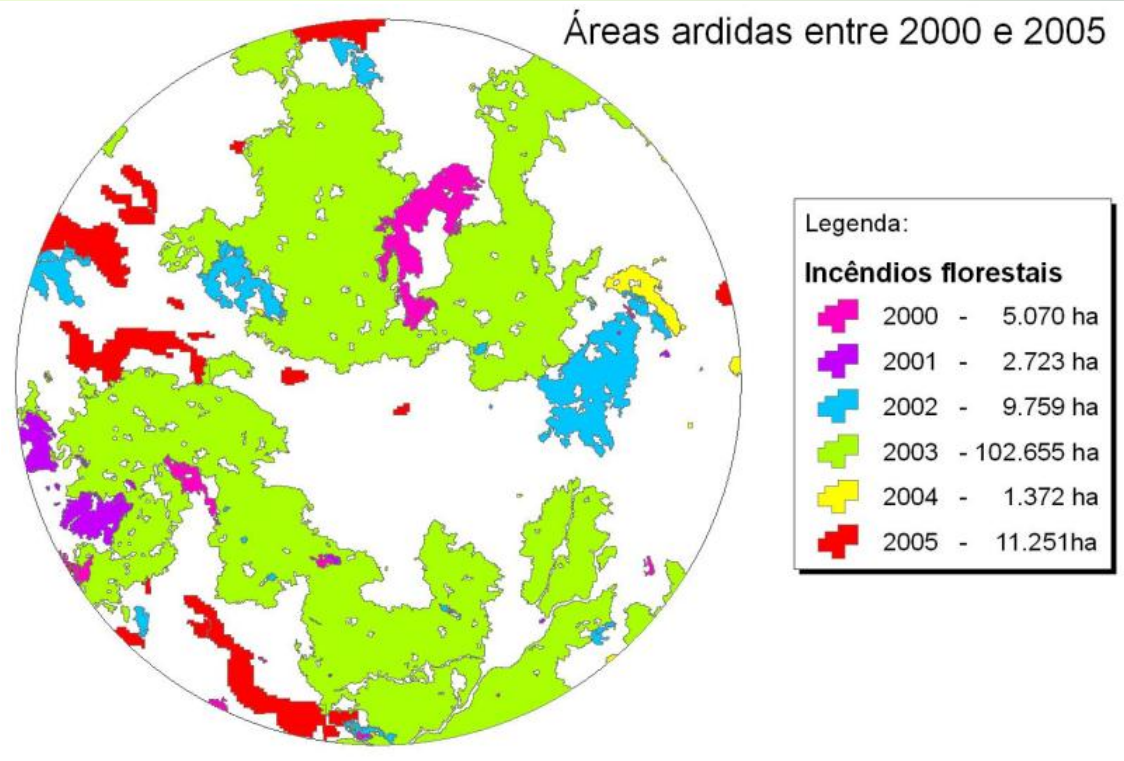 Áreas ardidas entre 2000 e 2005
Legenda:
Incêndios florestais
2000 - 5.070 ha
2001 - 2.723 ha
2002 - 9.759 ha
2003 - 102.655 ha
2004 - 1.372 ha
2005 - 11.251ha